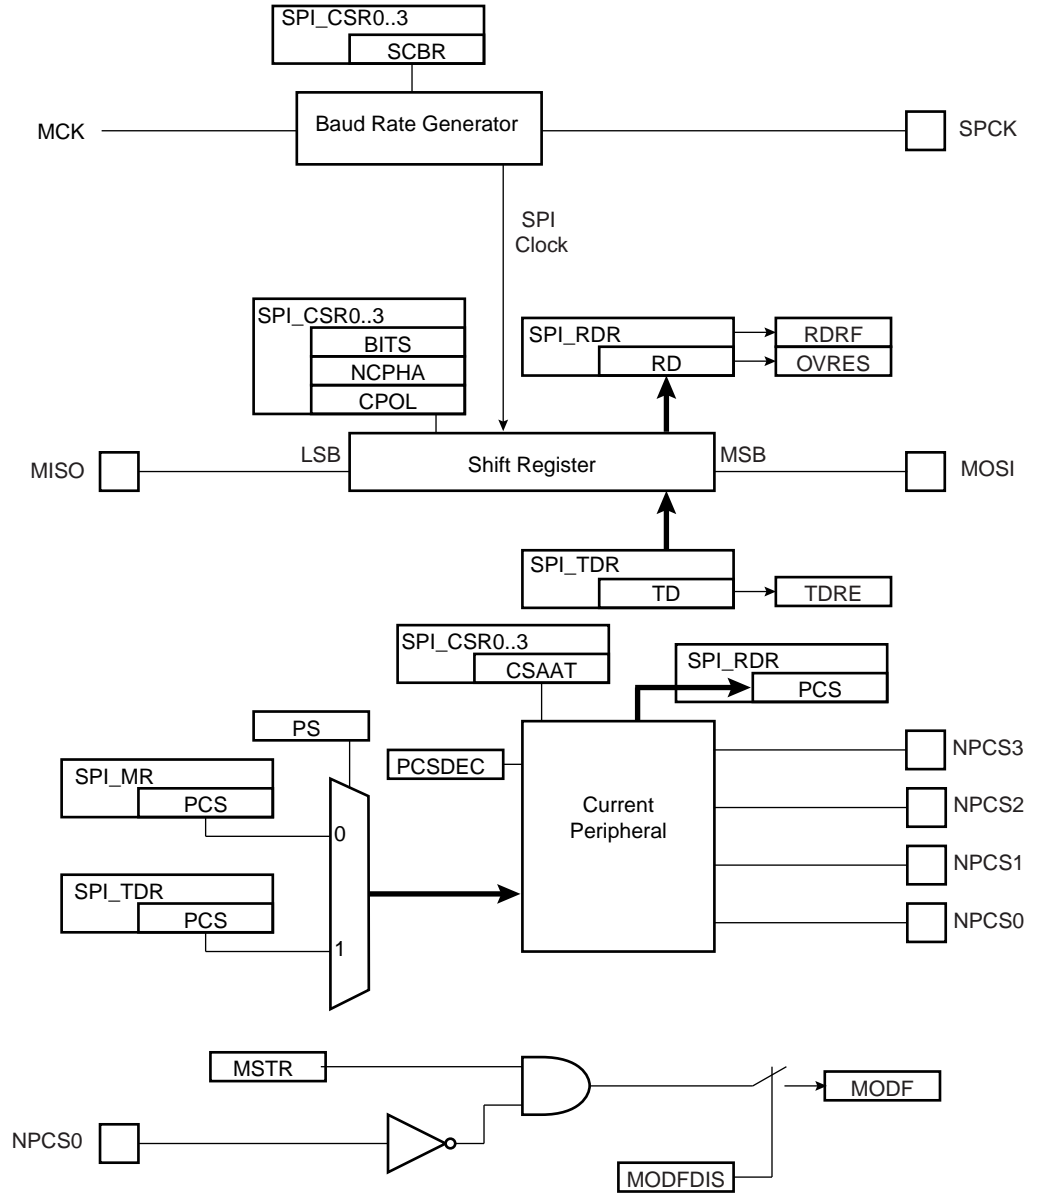 SPI_CSR0..3
SCBR
MCK
Baud Rate Generator
SPCK
SPI
Clock
SPI_CSR0..3
BITS
NCPHA
CPOL
SPI_RDR
RD
RDRF
OVRES
MISO
LSB
Shift Register
MSB
MOSI
SPI_TDR
TD
TDRE
SPI_CSR0..3
CSAAT
SPI_RDR
PCS
PS
PCSDEC
SPI_MR
PCS
0
SPI_TDR
PCS
1
Current
Peripheral
NPCS3
NPCS2
NPCS1
NPCS0
MSTR
MODF
NPCS0
MODFDIS